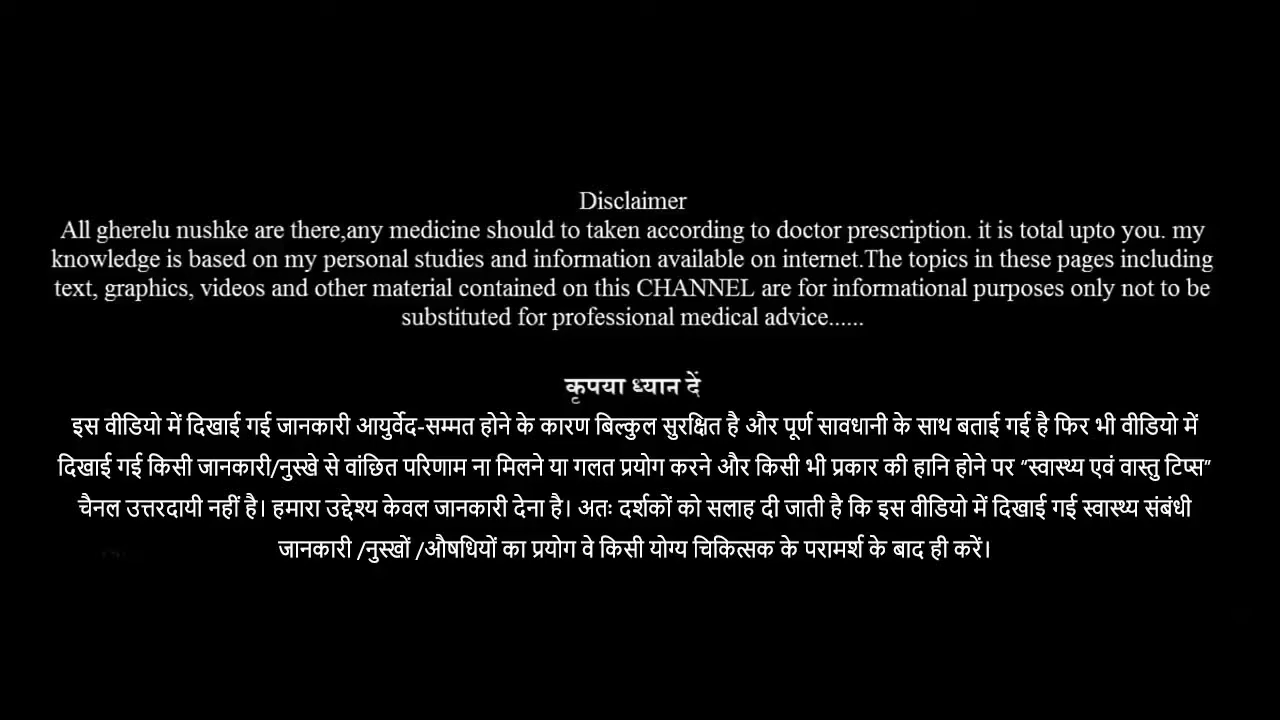 Disclaimer
All gherelu nushke are there,any medicine should to taken according to doctor prescription. it is total upto you. my
knowledge is based on my personal studies and information available on internet.The topics in these pages including
text, graphics, videos and other material contained on this CHANNEL are for informational purposes only not to be
substituted for professional medical advice......
कृपया ध्यान दें
इस वीडियो में दिखाई गई जानकारी आयुर्वेद-सम्मत होने के कारण बिल्कुल सुरक्षित है और पूर्ण सावधानी के साथ बताई गई है फिर भी वीडियो में
दिखाई गई किसी जानकारी/नुस्खे से वांछित परिणाम ना मिलने या गलत प्रयोग करने और किसी भी प्रकार की हानि होने पर “स्वास्थ्य एवं वास्तु टिप्स”
चैनल उत्तरदायी नहीं है। हमारा उद्देश्य केवल जानकारी देना है। अतः दर्शकों को सलाह दी जाती है कि इस वीडियो में दिखाई गई स्वास्थ्य संबंधी
जानकारी /नुस्खों /औषधियों का प्रयोग वे किसी योग्य चिकित्सक के परामर्श के बाद ही करें।